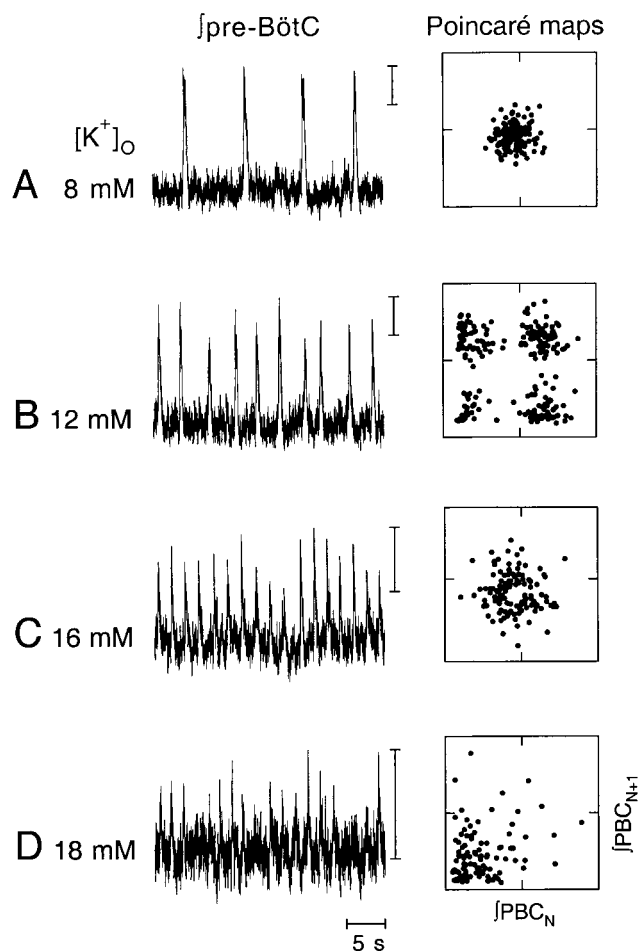 ∫pre-BötC
Poincaré maps
[K⁺]O
A 8 mM
B 12 mM
C 16 mM
D 18 mM
∫PBCN+1
∫PBCN
5 s